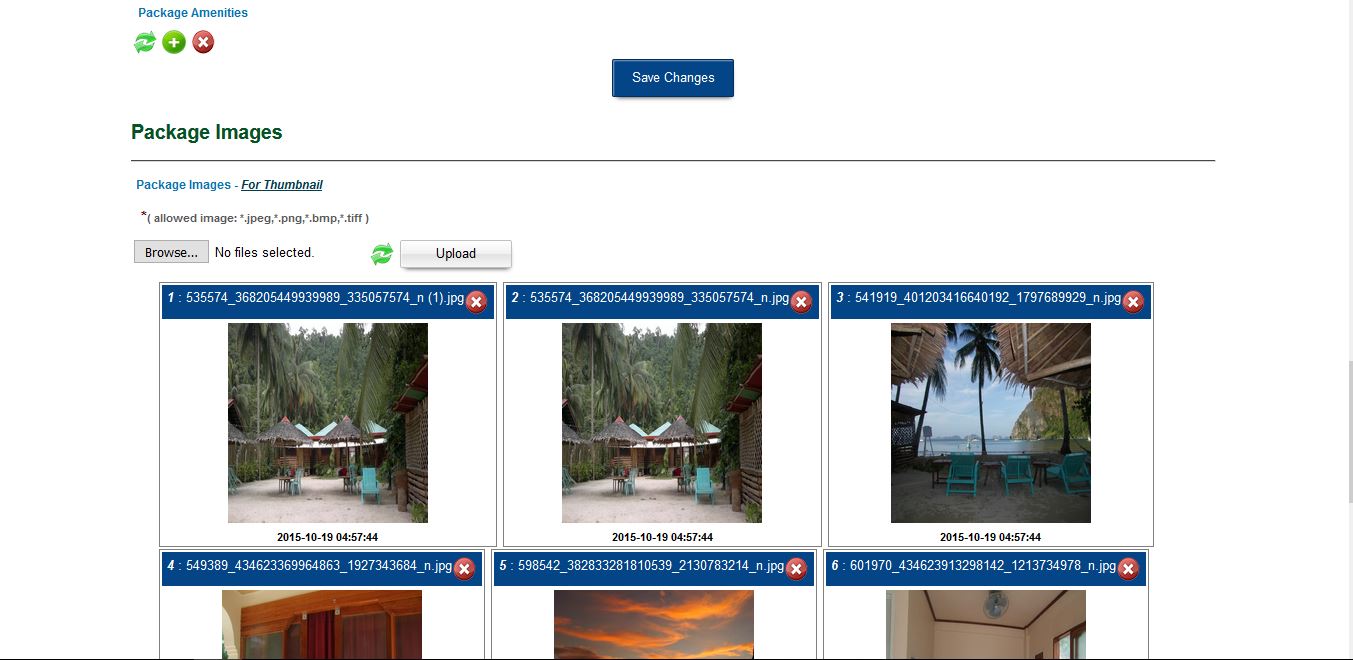 Package Amenities
Save Changes
Package Images
Package Images - For Thumbnail
*( allowed image: *.jpeg,*.png,*.bmp,*.tiff )
Browse... No files selected. Upload
1 : 535574_368205449939989_335057574_n (1).jpg
2 : 535574_368205449939989_335057574_n.jpg
3 : 541919_401203416640192_1797689929_n.jpg
2015-10-19 04:57:44
2015-10-19 04:57:44
2015-10-19 04:57:44
4 : 549389_434623369964863_1927343684_n.jpg
5 : 598542_382833281810539_2130783214_n.jpg
6 : 601970_434623913298142_1213734978_n.jpg